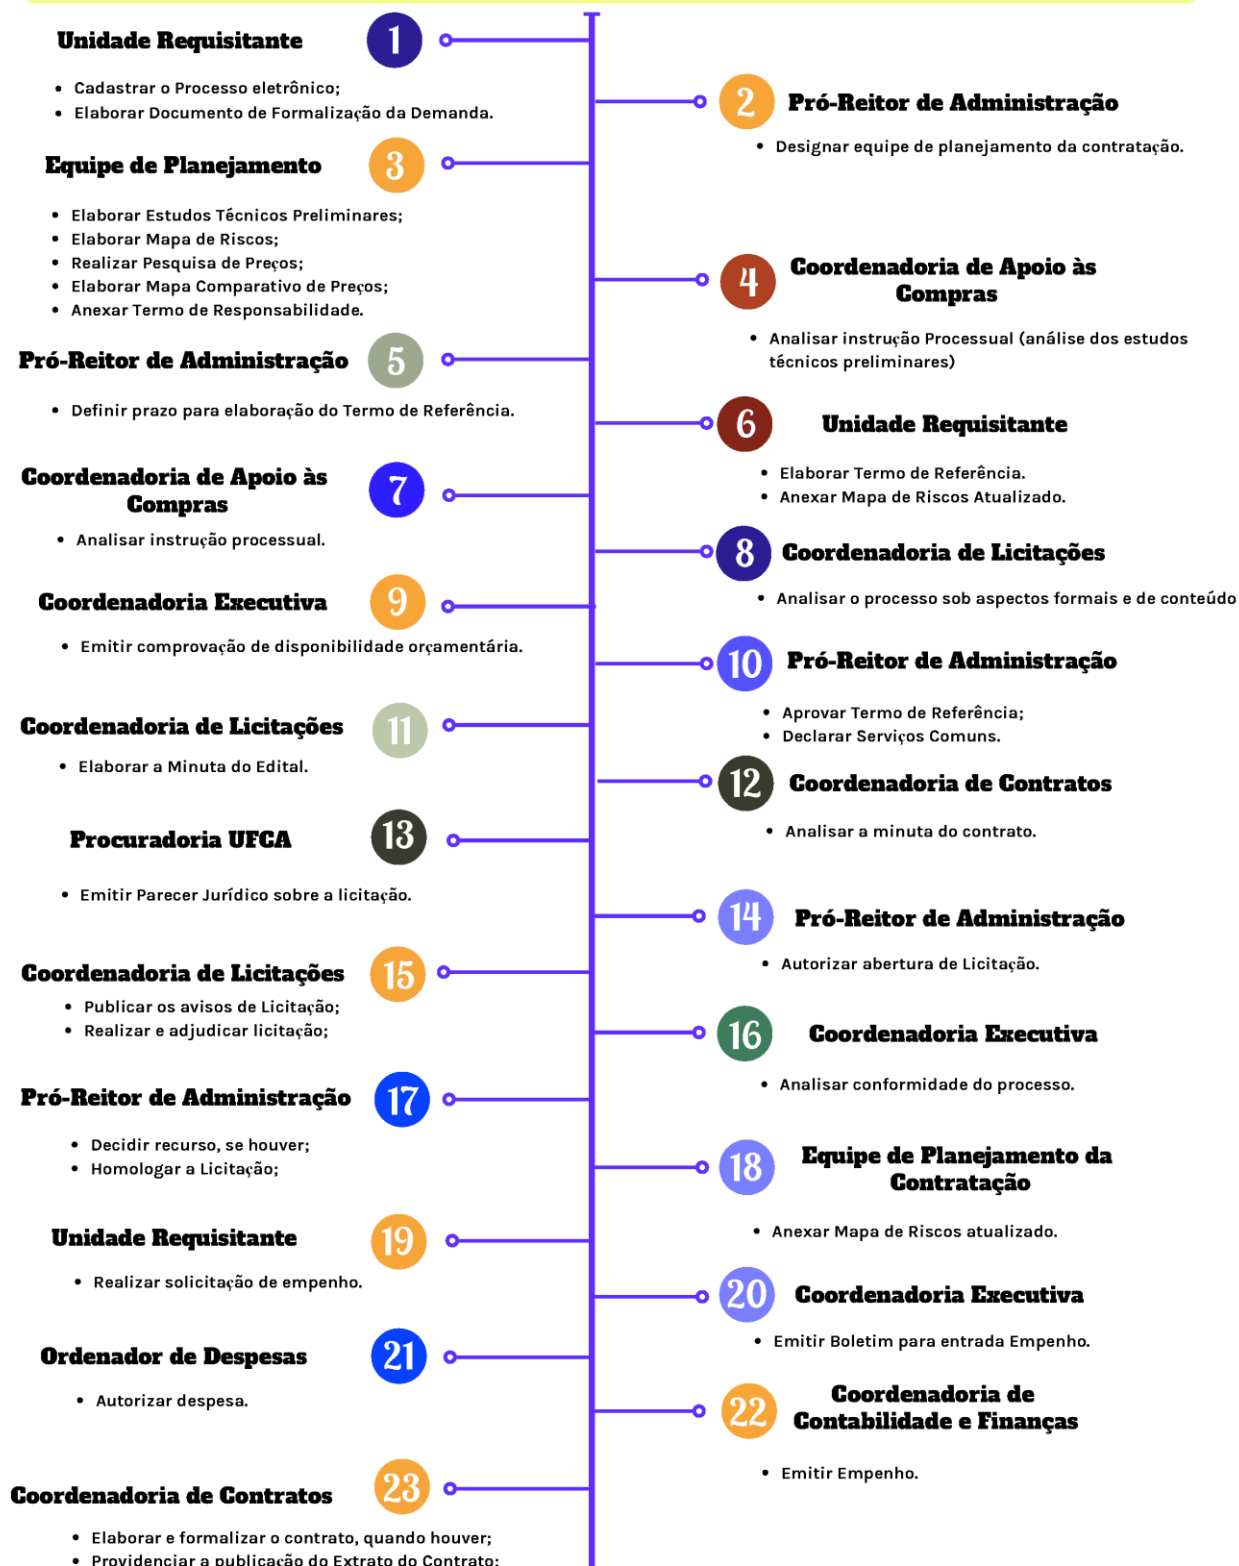 Unidade Requisitante
1
• Cadastrar o Processo eletrônico;
• Elaborar Documento de Formalização da Demanda.
2
Pró-Reitor de Administração
• Designar equipe de planejamento da contratação.
Equipe de Planejamento
3
• Elaborar Estudos Técnicos Preliminares;
• Elaborar Mapa de Riscos;
• Realizar Pesquisa de Preços;
• Elaborar Mapa Comparativo de Preços;
• Anexar Termo de Responsabilidade.
4
Coordenadoria de Apoio às
Compras
• Analisar instrução Processual (análise dos estudos
técnicos preliminares)
Pró-Reitor de Administração
5
• Definir prazo para elaboração do Termo de Referência.
6
Unidade Requisitante
• Elaborar Termo de Referência.
• Anexar Mapa de Riscos Atualizado.
Coordenadoria de Apoio às
Compras
7
• Analisar instrução processual.
8
Coordenadoria de Licitações
• Analisar o processo sob aspectos formais e de conteúdo
Coordenadoria Executiva
9
• Emitir comprovação de disponibilidade orçamentária.
10
Pró-Reitor de Administração
• Aprovar Termo de Referência;
• Declarar Serviços Comuns.
Coordenadoria de Licitações
11
• Elaborar a Minuta do Edital.
12
Coordenadoria de Contratos
• Analisar a minuta do contrato.
Procuradoria UFCA
13
• Emitir Parecer Jurídico sobre a licitação.
14
Pró-Reitor de Administração
• Autorizar abertura de Licitação.
Coordenadoria de Licitações
15
• Publicar os avisos de Licitação;
• Realizar e adjudicar licitação;
16
Coordenadoria Executiva
• Analisar conformidade do processo.
Pró-Reitor de Administração
17
• Decidir recurso, se houver;
• Homologar a Licitação;
18
Equipe de Planejamento da
Contratação
• Anexar Mapa de Riscos atualizado.
Unidade Requisitante
19
• Realizar solicitação de empenho.
20
Coordenadoria Executiva
• Emitir Boletim para entrada Empenho.
Ordenador de Despesas
21
• Autorizar despesa.
22
Coordenadoria de
Contabilidade e Finanças
• Emitir Empenho.
Coordenadoria de Contratos
23
• Elaborar e formalizar o contrato, quando houver;
• Providenciar a publicação do Extrato do Contrato;